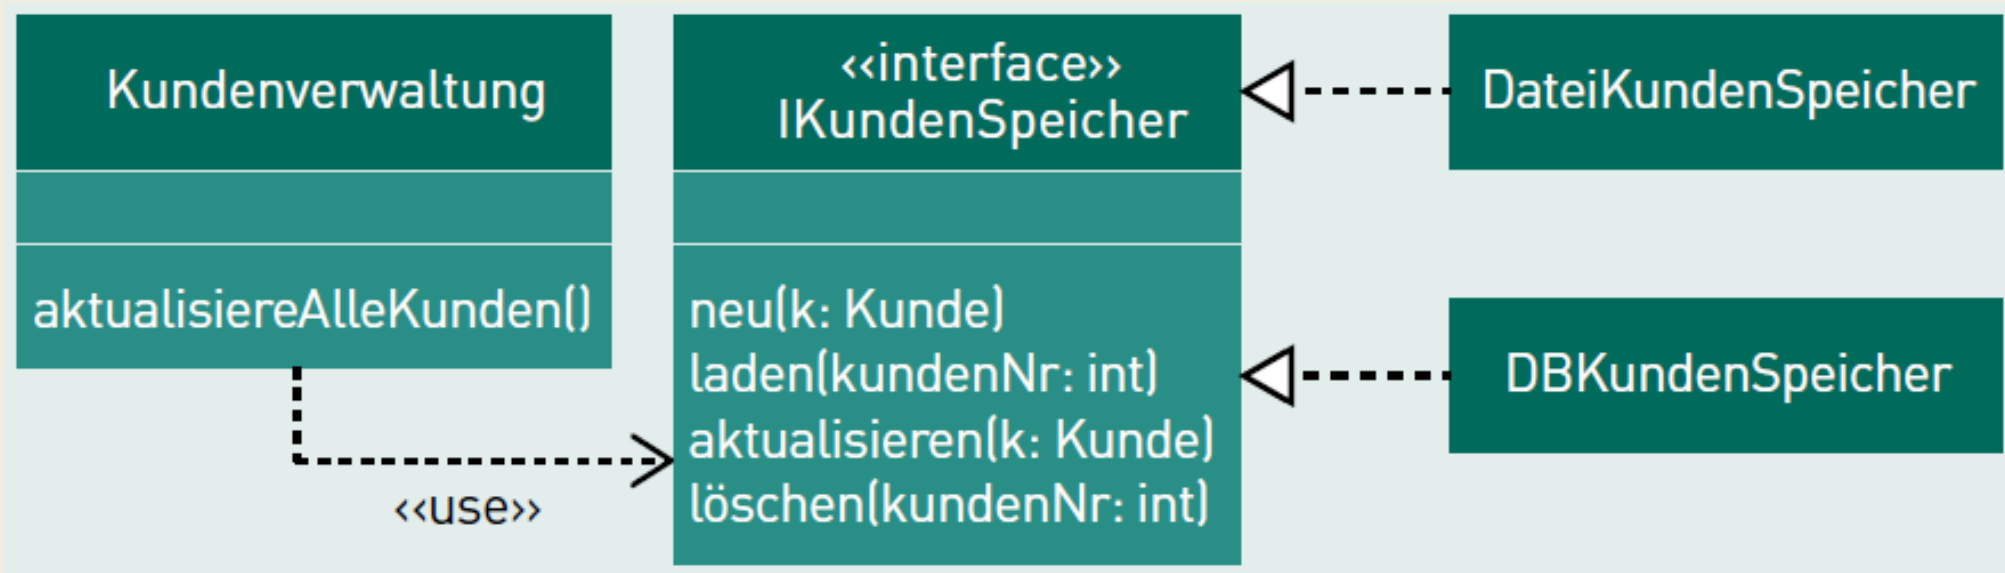 Kundenverwaltung
aktualisiereAlleKunden()
‹‹use››
‹‹interface››
IKundenSpeicher
neu(k: Kunde)
laden(kundenNr: int)
aktualisieren(k: Kunde)
löschen(kundenNr: int)
DateiKundenSpeicher
DBKundenSpeicher